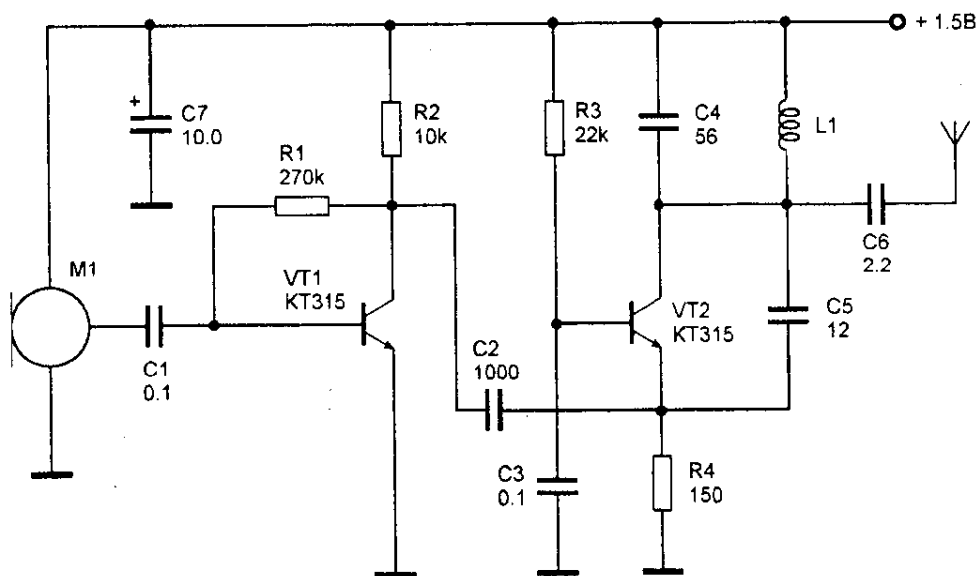 + 1.5В
+
C7
10.0
R2
10k
R3
22k
C4
56
L1
R1
270k
C6
2.2
M1
VT1
KT315
VT2
KT315
C5
12
C1
0.1
C2
1000
C3
0.1
R4
150